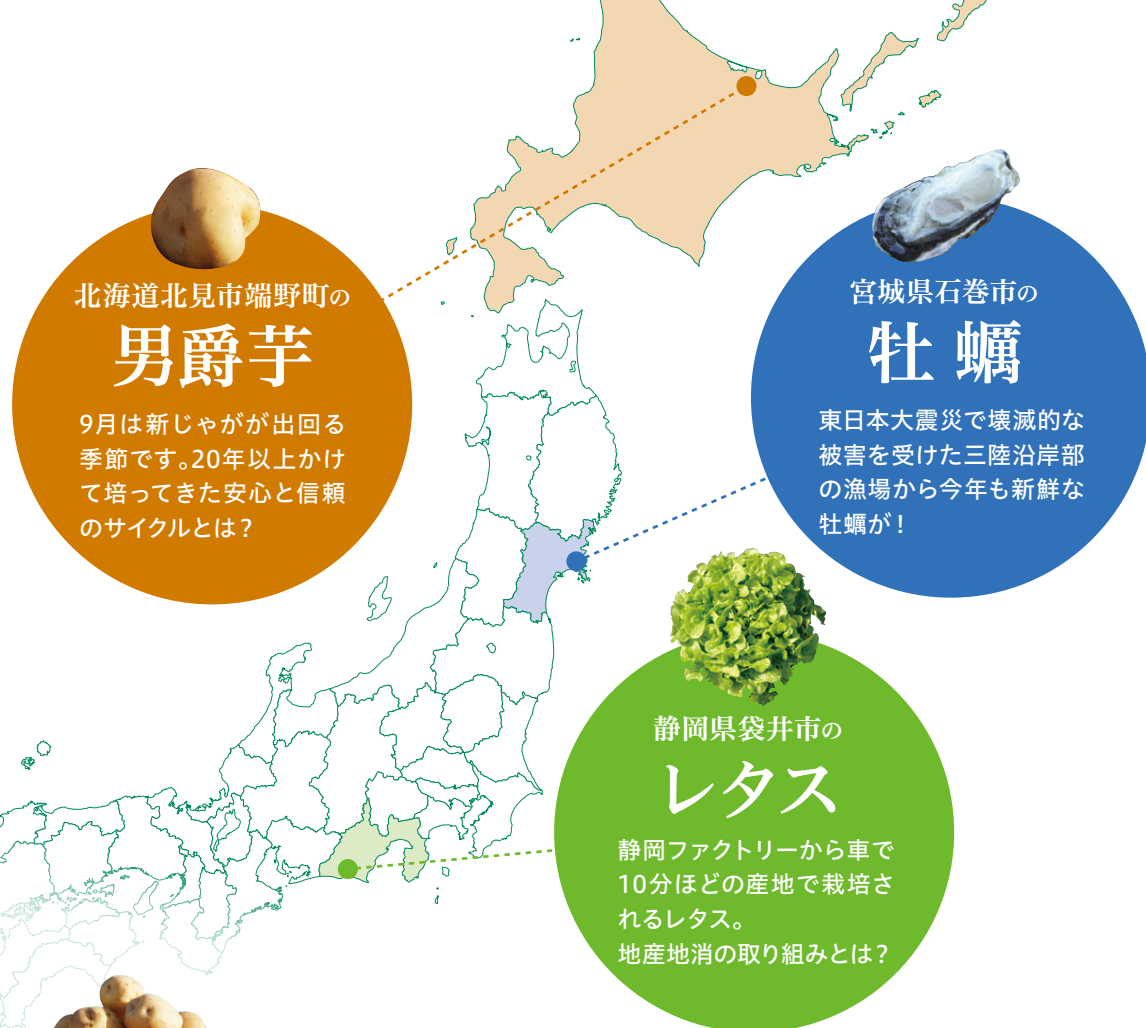 北海道北見市端野町の
男爵芋
9月は新じゃがが出回る
季節です。20年以上かけ
て培ってきた安心と信頼
のサイクルとは？
宮城県石巻市の
牡蠣
東日本大震災で壊滅的な
被害を受けた三陸沿岸部
の漁場から今年も新鮮な
牡蠣が！
静岡県袋井市の
レタス
静岡ファクトリーから車で
10分ほどの産地で栽培さ
れるレタス。
地産地消の取り組みとは？